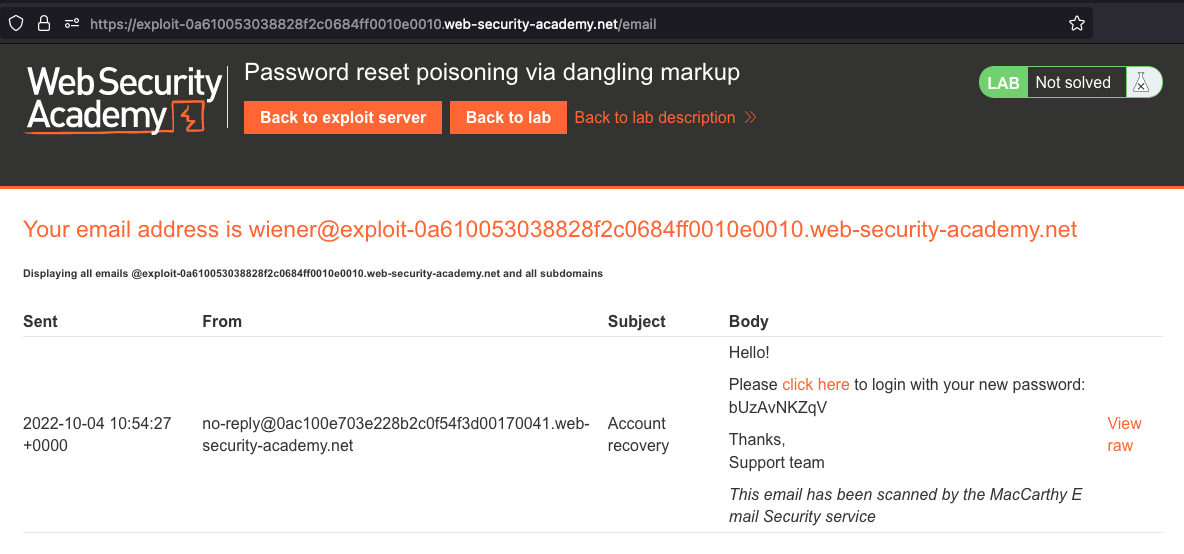 https://exploit-0a610053038828f2c0684ff0010e0010.web-security-academy.net/email
Web Security
Academy
Password reset poisoning via dangling markup
LAB Not solved
Back to exploit server Back to lab Back to lab description
Your email address is wiener@exploit-0a610053038828f2c0684ff0010e0010.web-security-academy.net
Displaying all emails @exploit-0a610053038828f2c0684ff0010e0010.web-security-academy.net and all subdomains
Sent From Subject Body
2022-10-04 10:54:27
+0000
no-reply@0ac100e703e228b2c0f54f3d00170041.web-
security-academy.net
Account
recovery
Hello!
Please click here to login with your new password:
bUzAvNKZqV
Thanks,
Support team
This email has been scanned by the MacCarthy E
mail Security service
View
raw